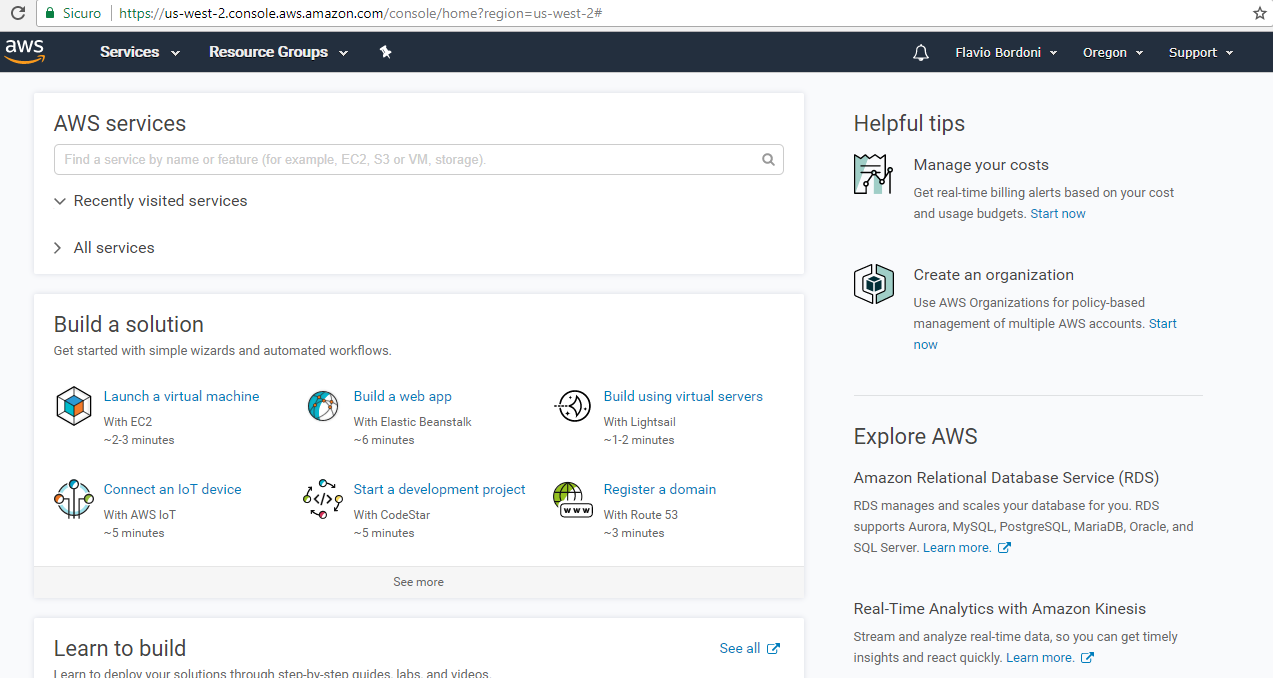 Sicuro https://us-west-2.console.aws.amazon.com/console/home?region=us-west-2#
aws Services Resource Groups Flavio Bordoni Oregon Support
AWS services
Find a service by name or feature (for example, EC2, S3 or VM, storage).
Recently visited services
All services
Build a solution
Get started with simple wizards and automated workflows.
Launch a virtual machine
With EC2
~2-3 minutes
Build a web app
With Elastic Beanstalk
~6 minutes
Build using virtual servers
With Lightsail
~1-2 minutes
Connect an IoT device
With AWS IoT
~5 minutes
Start a development project
With CodeStar
~5 minutes
Register a domain
With Route 53
~3 minutes
www
See more
Learn to build
See all
Learn to deploy your solutions through step-by-step guides, labs, and videos.
Helpful tips
Manage your costs
Get real-time billing alerts based on your cost
and usage budgets. Start now
Create an organization
Use AWS Organizations for policy-based
management of multiple AWS accounts. Start
now
Explore AWS
Amazon Relational Database Service (RDS)
RDS manages and scales your database for you. RDS
supports Aurora, MySQL, PostgreSQL, MariaDB, Oracle, and
SQL Server. Learn more.
Real-Time Analytics with Amazon Kinesis
Stream and analyze real-time data, so you can get timely
insights and react quickly. Learn more.